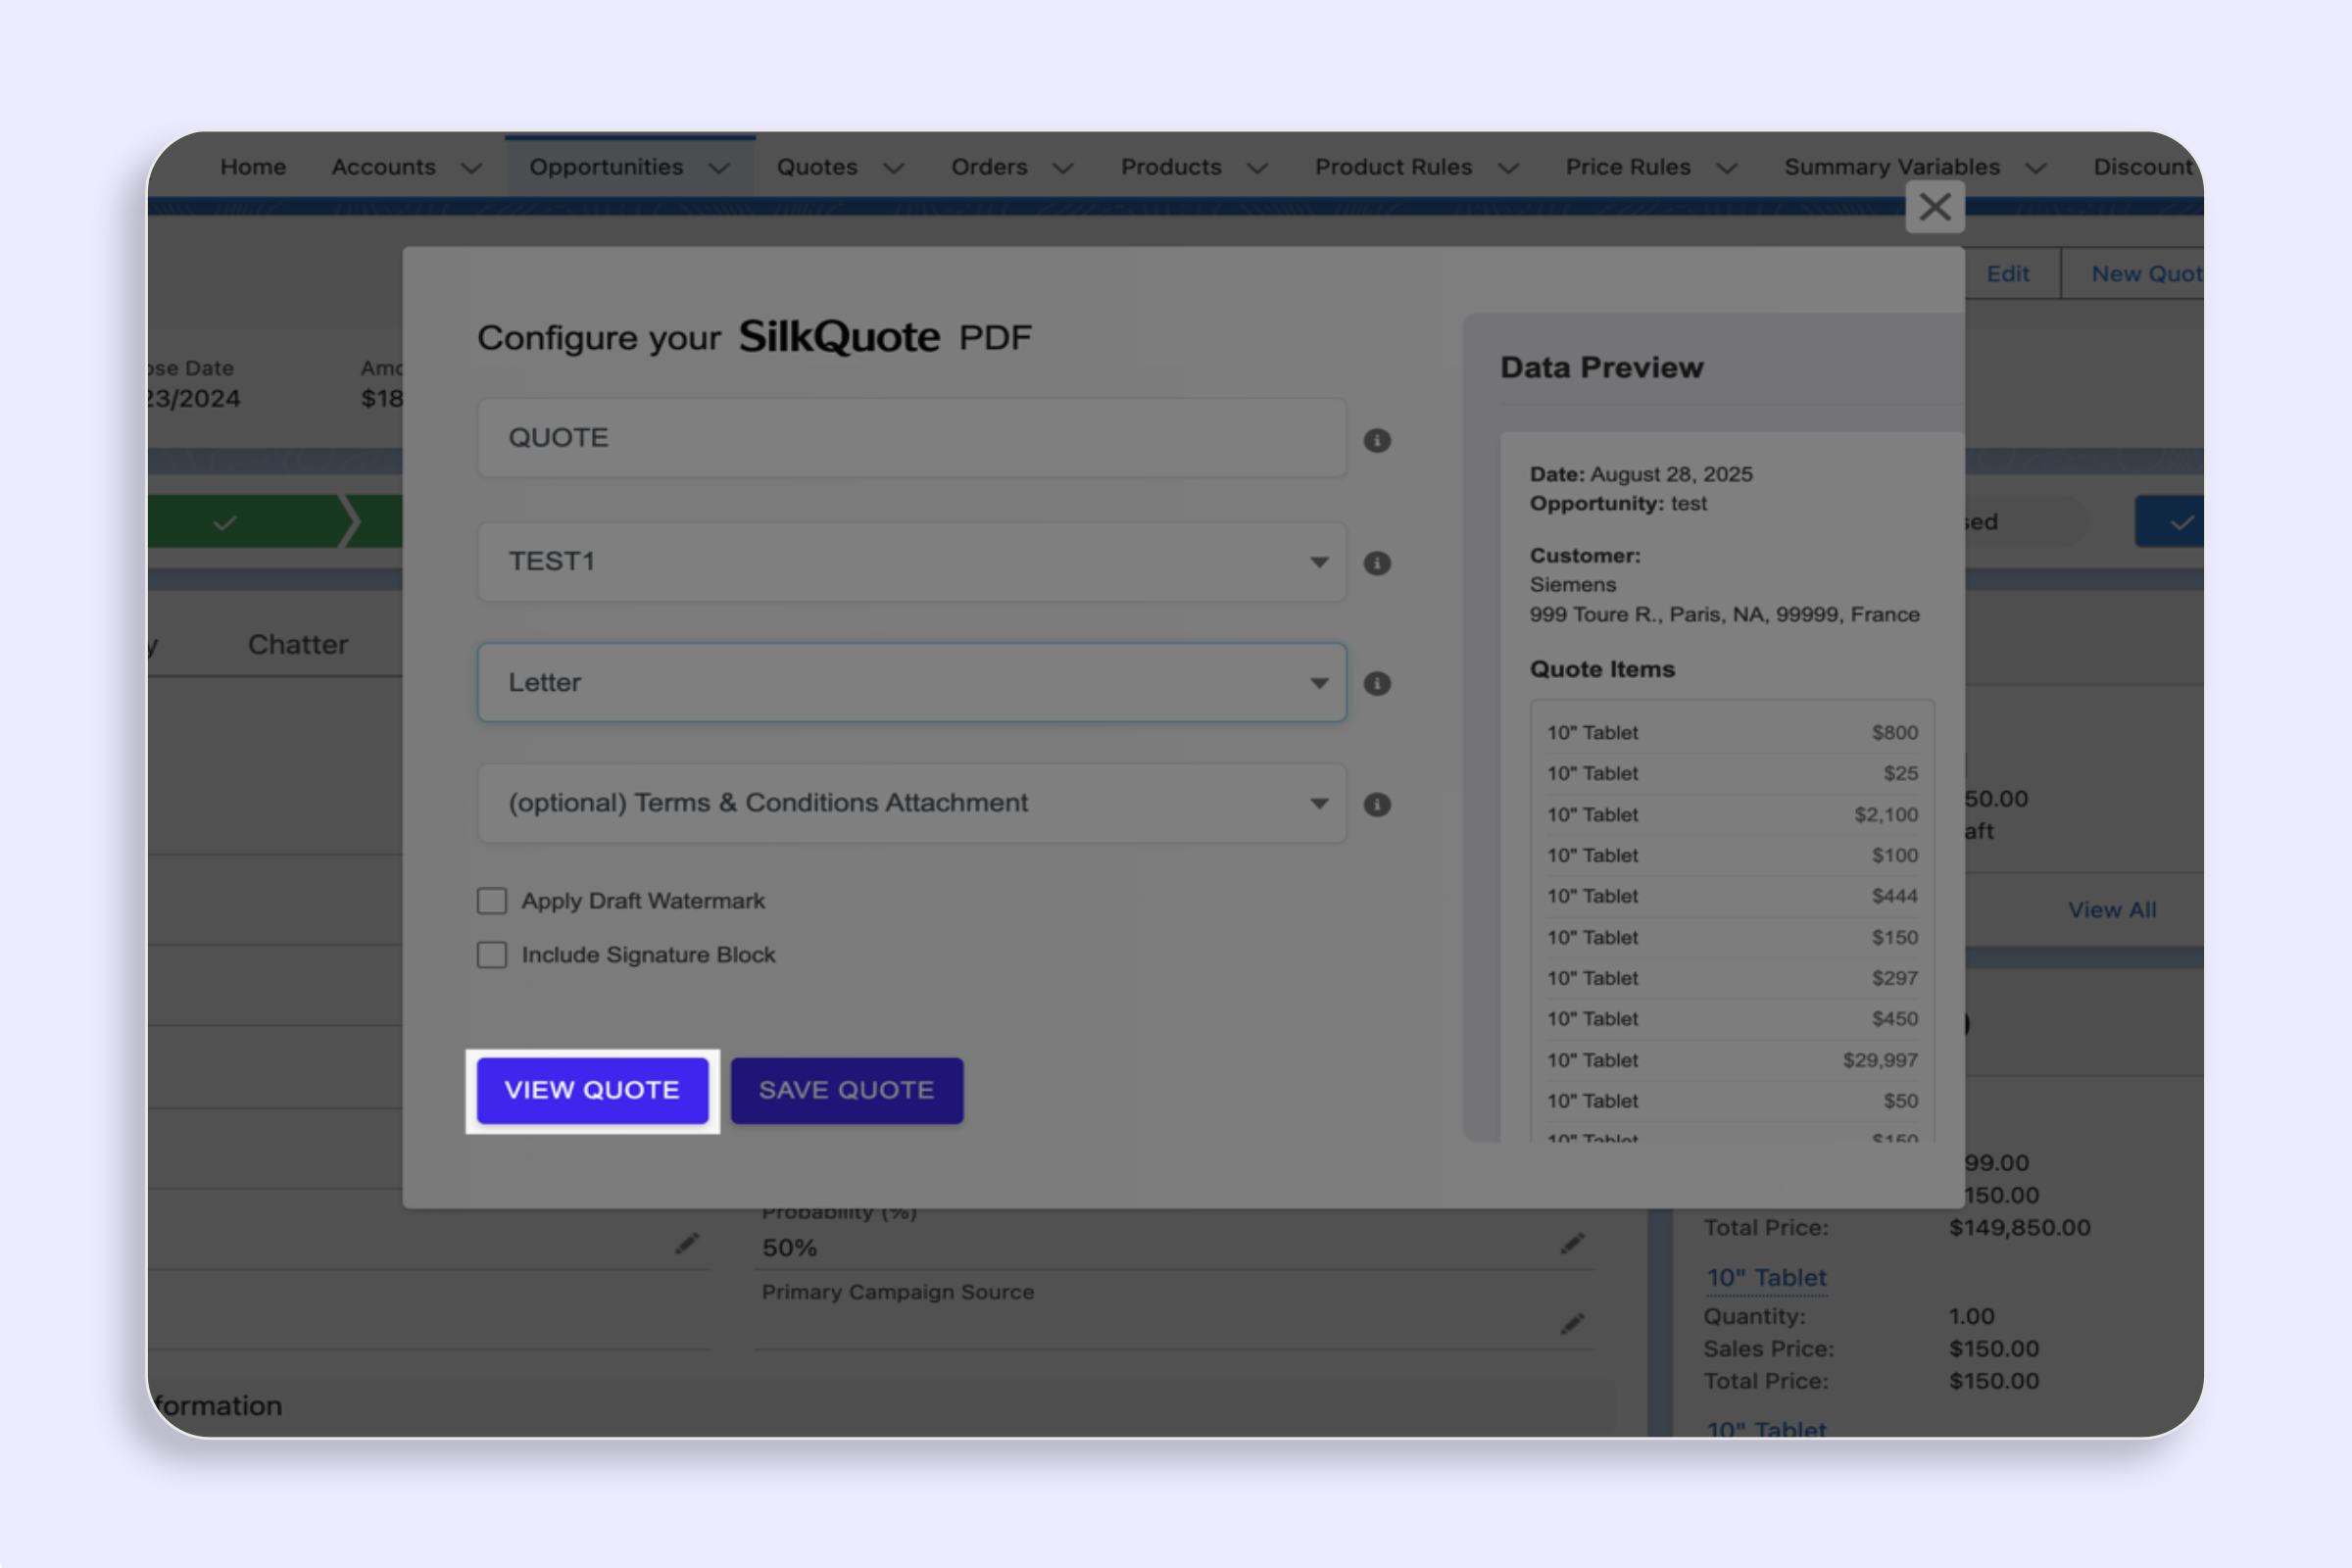 Home Accounts Opportunities Quotes Orders Products Product Rules Price Rules Summary Variables Discount
Edit New Quot
ose Date
23/2024
Amo
$18
sed
y Chatter
Configure your SilkQuote PDF
QUOTE
TEST1
Letter
(optional) Terms & Conditions Attachment
Apply Draft Watermark
Include Signature Block
VIEW QUOTE SAVE QUOTE
Data Preview
Date: August 28, 2025
Opportunity: test
Customer:
Siemens
999 Toure R., Paris, NA, 99999, France
Quote Items
10" Tablet $800
10" Tablet $25
10" Tablet $2,100
10" Tablet $100
10" Tablet $444
10" Tablet $150
10" Tablet $297
10" Tablet $450
10" Tablet $29,997
10" Tablet $50
10" Tablet $150
50.00
aft
View All
99.00
150.00
Total Price: $149,850.00
10" Tablet
Quantity: 1.00
Sales Price: $150.00
Total Price: $150.00
10" Tablet
Probability (%)
50%
Primary Campaign Source
formation